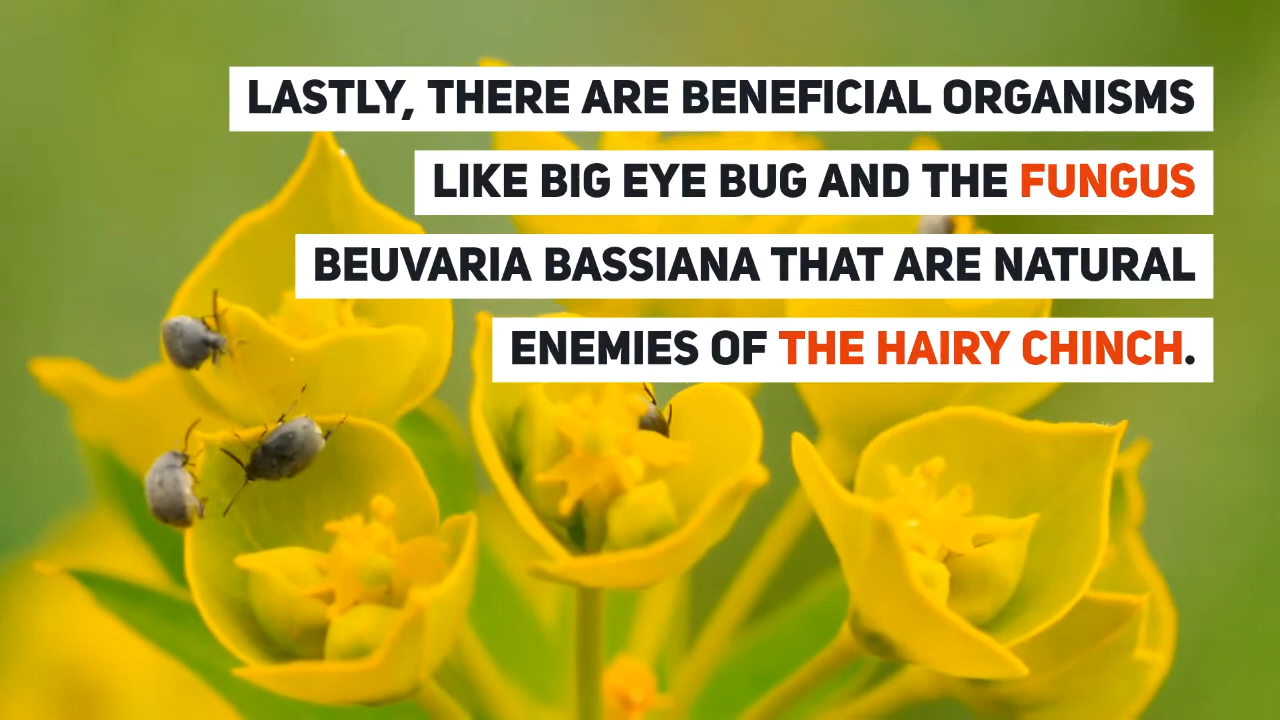 LASTLY, THERE ARE BENEFICIAL ORGANISMS
LIKE BIG EYE BUG AND THE FUNGUS
BEUVARIA BASSIANA THAT ARE NATURAL
ENEMIES OF THE HAIRY CHINCH.